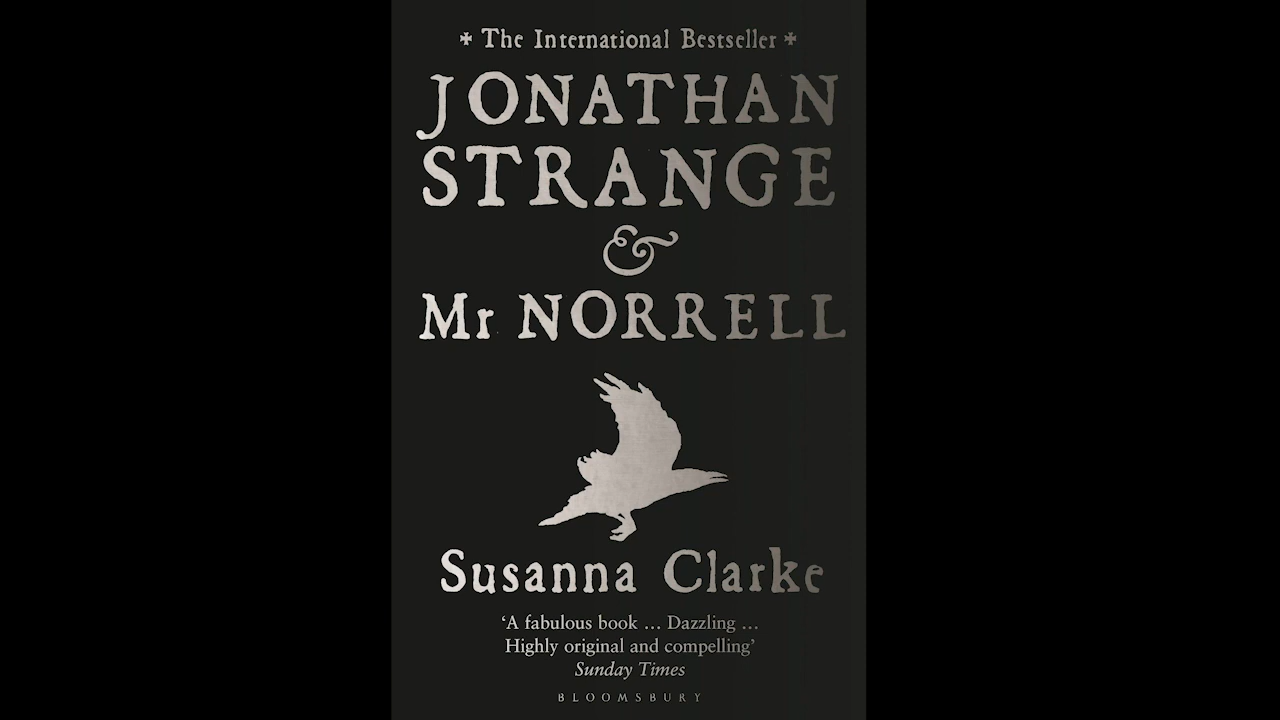 ✠ The International Bestseller ✠
JONATHAN
STRANGE
&
Mr NORRELL
Susanna Clarke
‘A fabulous book … Dazzling …
Highly original and compelling’
Sunday Times
BLOOMSBURY